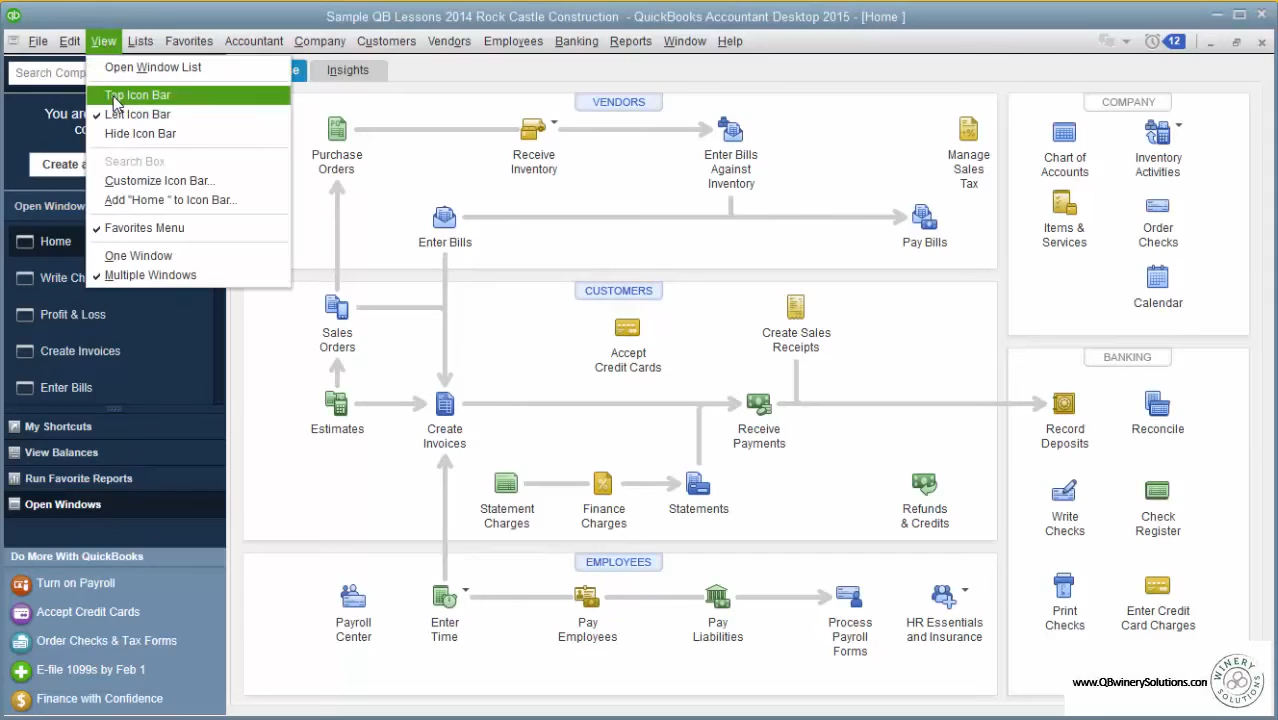 Sample QB Lessons 2014 Rock Castle Construction - QuickBooks Accountant Desktop 2015 - [Home ]
File Edit View Lists Favorites Accountant Company Customers Vendors Employees Banking Reports Window Help
12
Search Comp
Insights
Open Window List
Top Icon Bar
Left Icon Bar
Hide Icon Bar
Search Box
Customize Icon Bar...
Add "Home " to Icon Bar...
Favorites Menu
One Window
Multiple Windows
You are
Create a
Open Window
Home
Write Ch
Profit & Loss
Create Invoices
Enter Bills
My Shortcuts
View Balances
Run Favorite Reports
Open Windows
Do More With QuickBooks
Turn on Payroll
Accept Credit Cards
Order Checks & Tax Forms
E-file 1099s by Feb 1
Finance with Confidence
VENDORS
Purchase
Orders
Receive
Inventory
Enter Bills
Against
Inventory
Manage
Sales
Tax
Enter Bills
Pay Bills
CUSTOMERS
Sales
Orders
Accept
Credit Cards
Create Sales
Receipts
Estimates
Create
Invoices
Receive
Payments
Statement
Charges
Finance
Charges
Statements
Refunds
& Credits
EMPLOYEES
Payroll
Center
Enter
Time
Pay
Employees
Pay
Liabilities
Process
Payroll
Forms
HR Essentials
and Insurance
COMPANY
Chart of
Accounts
Inventory
Activities
Items &
Services
Order
Checks
Calendar
BANKING
Record
Deposits
Reconcile
Write
Checks
Check
Register
Print
Checks
Enter Credit
Card Charges
www.QBwinerySolutions.com
WINERY
SOLUTIONS